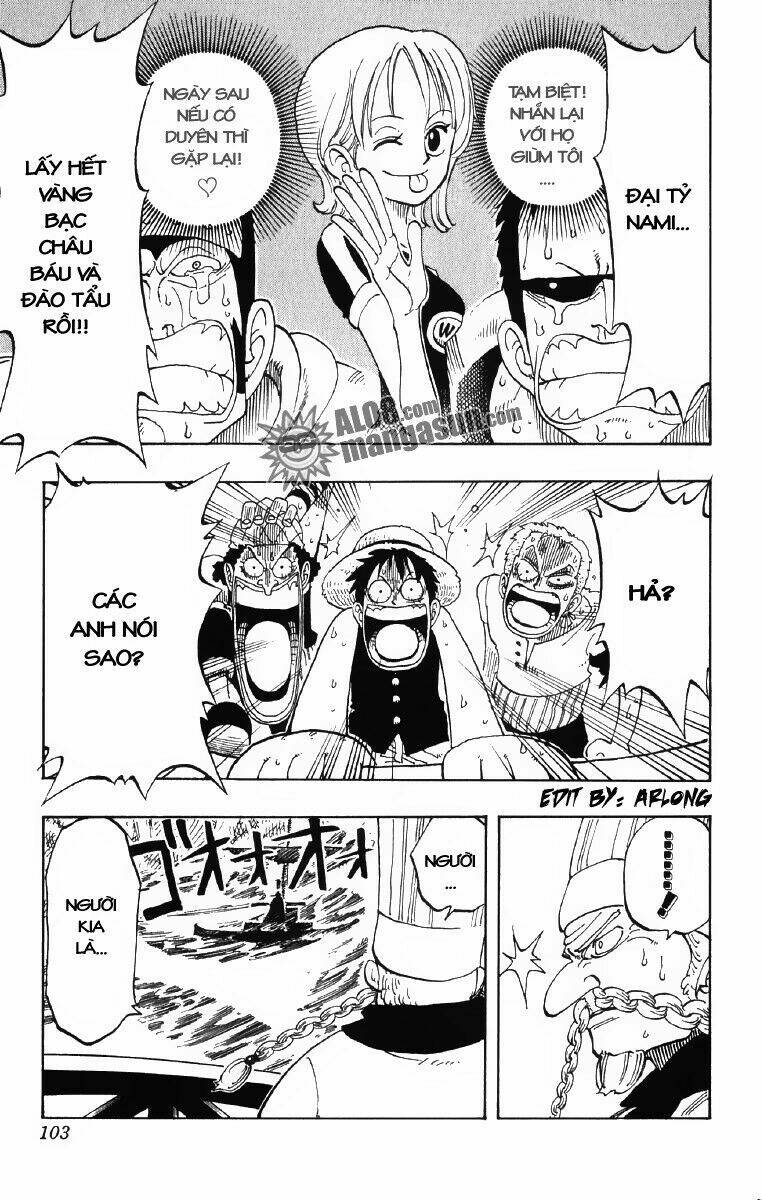 ĐẠI TỶ
NAMI...
TẠM BIỆT!
NHẮN LẠI
VỚI HỌ
GIÙM TÔI
....
NGÀY SAU
NẾU CÓ
DUYÊN THÌ
GẶP LẠI!
♡
LẤY HẾT
VÀNG
BẠC
CHÂU
BÁU VÀ
ĐÀO TẨU
RỒI!!
W
ALOO.com
mangasun.com
HẢ?
CÁC
ANH NÓI
SAO?
EDIT BY: ARLONG
........!!
NGƯỜI
...
ゴオオオ
NGƯỜI
KIA
LÀ...
103